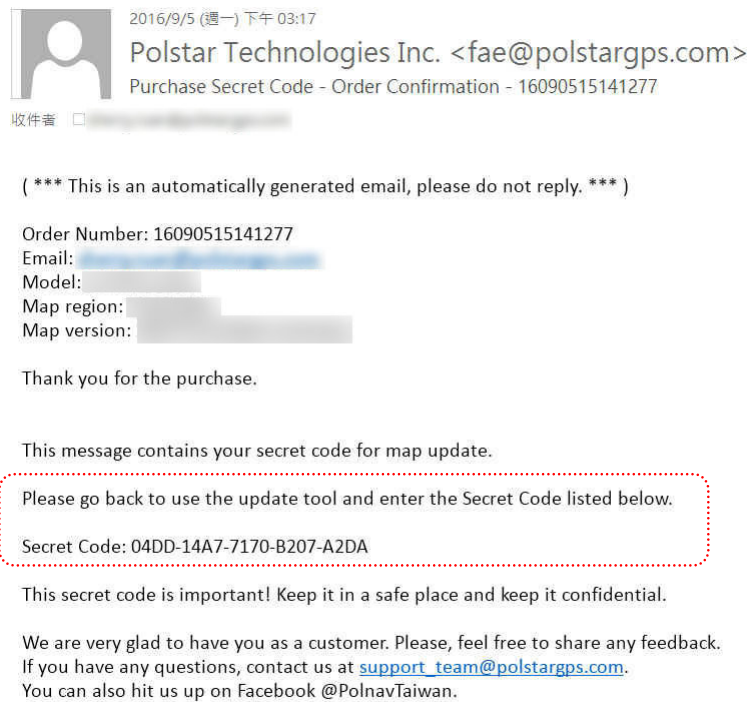 2016/9/5 (週一) 下午 03:17
Polstar Technologies Inc. <fae@polstargps.com>
Purchase Secret Code - Order Confirmation - 16090515141277
收件者
( *** This is an automatically generated email, please do not reply. *** )
Order Number: 16090515141277
Email:
Model:
Map region:
Map version:
Thank you for the purchase.
This message contains your secret code for map update.
Please go back to use the update tool and enter the Secret Code listed below.
Secret Code: 04DD-14A7-7170-B207-A2DA
This secret code is important! Keep it in a safe place and keep it confidential.
We are very glad to have you as a customer. Please, feel free to share any feedback.
If you have any questions, contact us at support_team@polstargps.com.
You can also hit us up on Facebook @PolnavTaiwan.